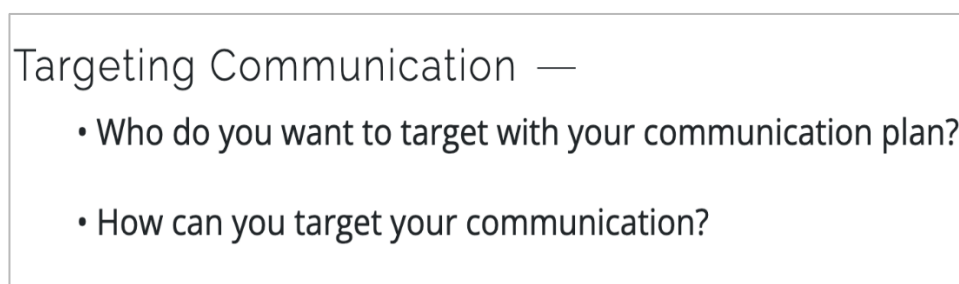 Targeting Communication —
• Who do you want to target with your communication plan?
• How can you target your communication?